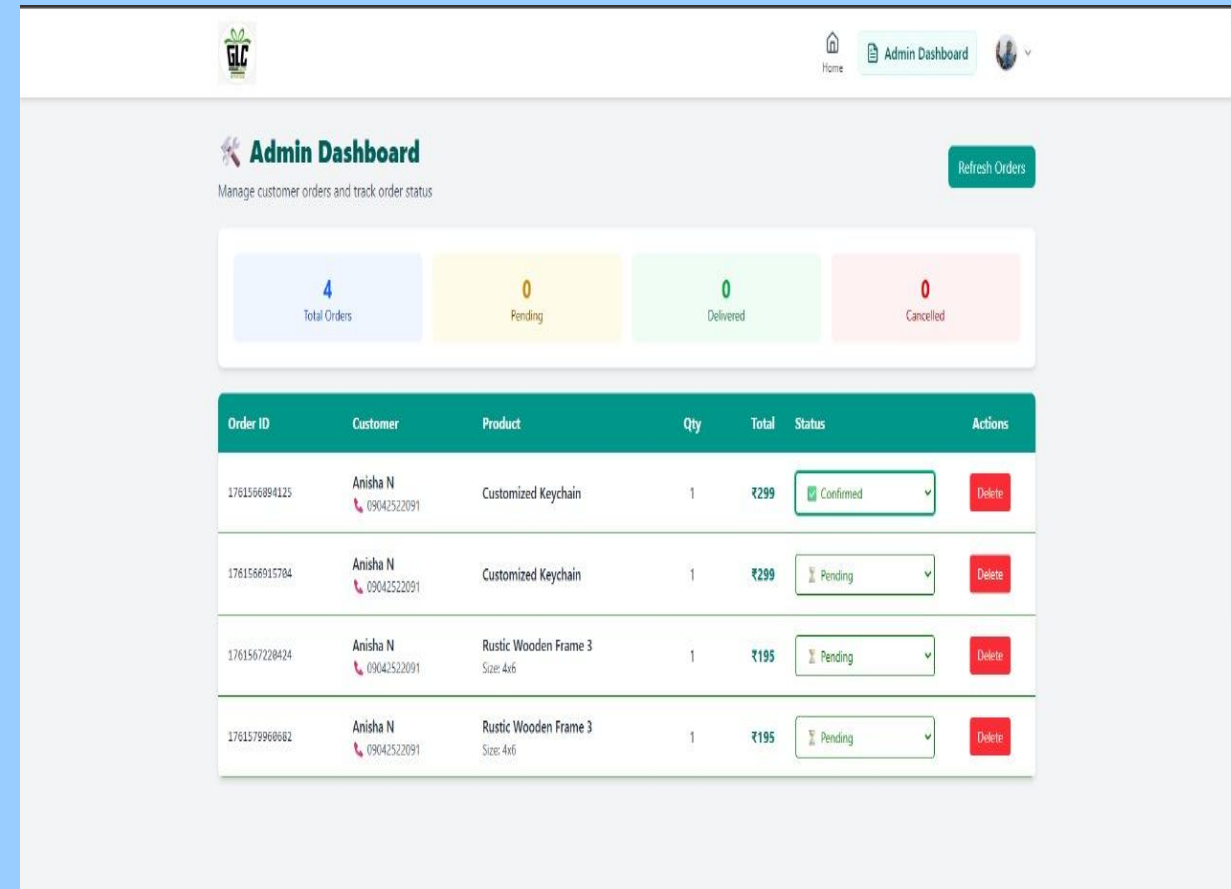 GLC
Home
Admin Dashboard
Admin Dashboard
Manage customer orders and track order status
Refresh Orders
4
Total Orders
0
Pending
0
Delivered
0
Cancelled
Order ID Customer Product Qty Total Status Actions
1761566894125 Anisha N Customized Keychain 1 ₹299 Confirmed Delete
09042522091
1761566915704 Anisha N Customized Keychain 1 ₹299 Pending Delete
09042522091
1761567220424 Anisha N Rustic Wooden Frame 3 1 ₹195 Pending Delete
09042522091 Size: 4x6
1761579960682 Anisha N Rustic Wooden Frame 3 1 ₹195 Pending Delete
09042522091 Size: 4x6